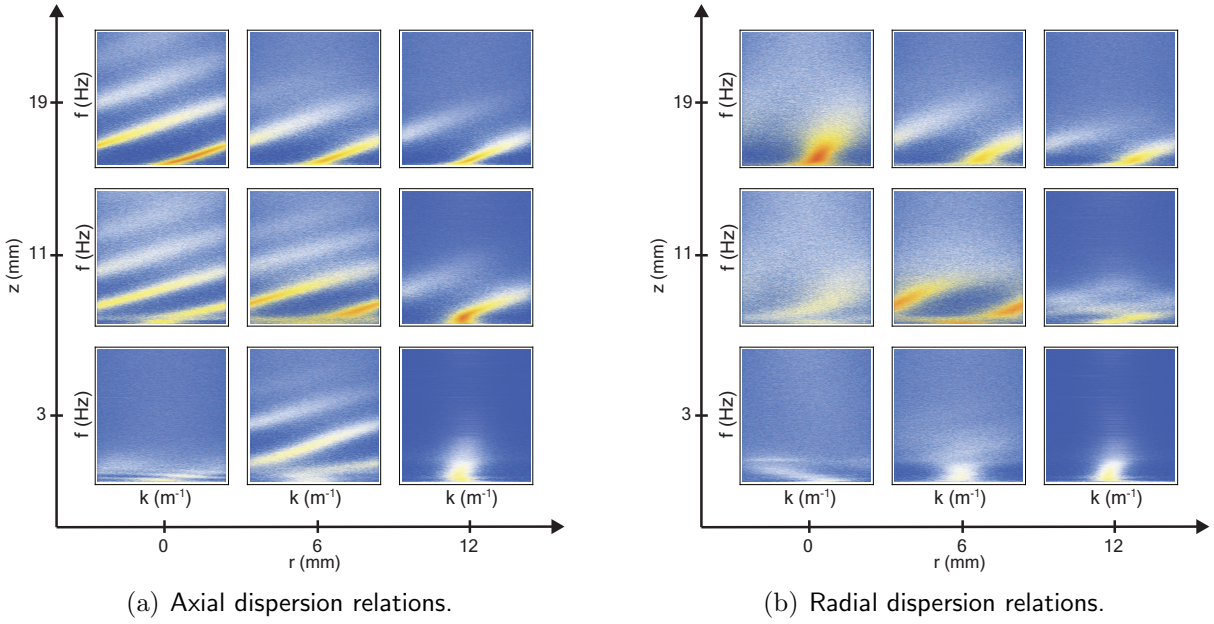 f (Hz)
19
f (Hz)
11
z (mm)
f (Hz)
3
k (m-1) k (m-1) k (m-1)
0 6 12
r (mm)
(a) Axial dispersion relations.
f (Hz)
19
f (Hz)
11
z (mm)
f (Hz)
3
k (m-1) k (m-1) k (m-1)
0 6 12
r (mm)
(b) Radial dispersion relations.